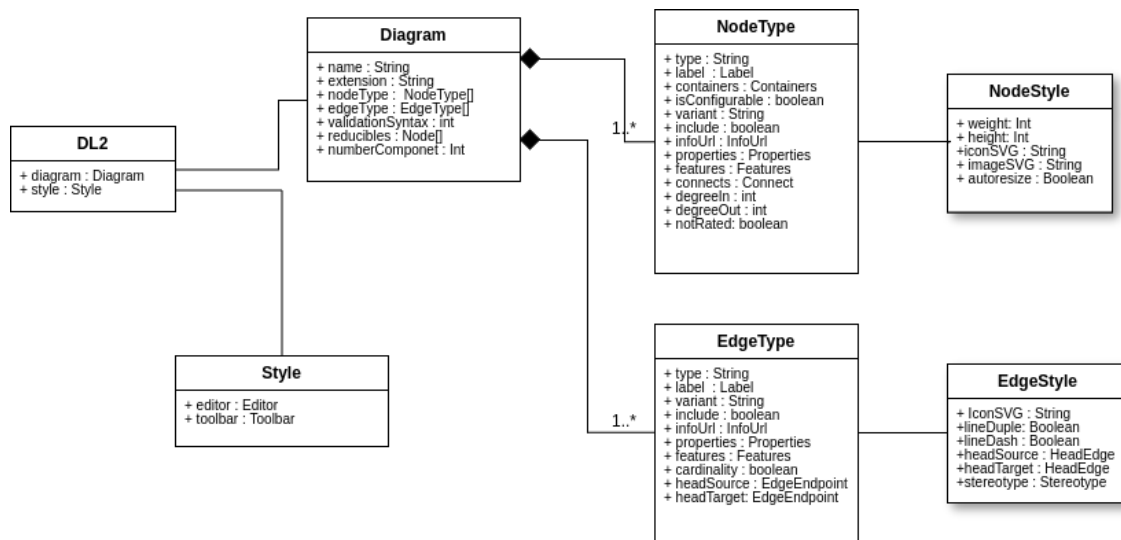 Diagram
+ name : String
+ extension : String
+ nodeType :  NodeType[]
+ edgeType : EdgeType[]
+ validationSyntax : int
+ reducibles : Node[]
+ numberComponet : Int
NodeType
+ type : String
+ label  : Label
+ containers : Containers
+ isConfigurable : boolean
+ variant : String
+ include : boolean
+ infoUrl : InfoUrl
+ properties : Properties
+ features : Features
+ connects : Connect
+ degreeIn : int
+ degreeOut : int
+ notRated: boolean
1..*
NodeStyle
+ weight: Int
+ height: Int
+iconSVG : String
+ imageSVG : String
+ autoresize : Boolean
DL2
+ diagram : Diagram
+ style : Style
Style
+ editor : Editor
+ toolbar : Toolbar
EdgeType
+ type : String
+ label  : Label
+ variant : String
+ include : boolean
+ infoUrl : InfoUrl
+ properties : Properties
+ features : Features
+ cardinality : boolean
+ headSource : EdgeEndpoint
+ headTarget: EdgeEndpoint
1..*
EdgeStyle
+ IconSVG : String
+lineDuple: Boolean
+lineDash : Boolean
+headSource : HeadEdge
+headTarget : HeadEdge
+stereotype : Stereotype